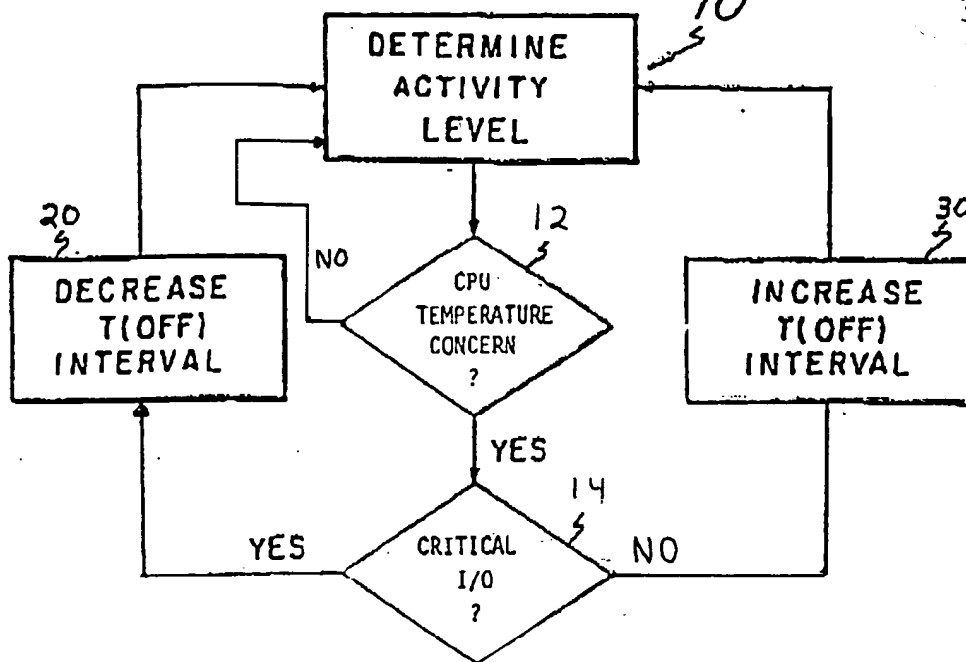 10
DETERMINE
ACTIVITY
LEVEL
12
CPU
TEMPERATURE
CONCERN
?
NO
YES
20
DECREASE
T(OFF)
INTERVAL
30
INCREASE
T(OFF)
INTERVAL
14
CRITICAL
I/O
?
YES
NO